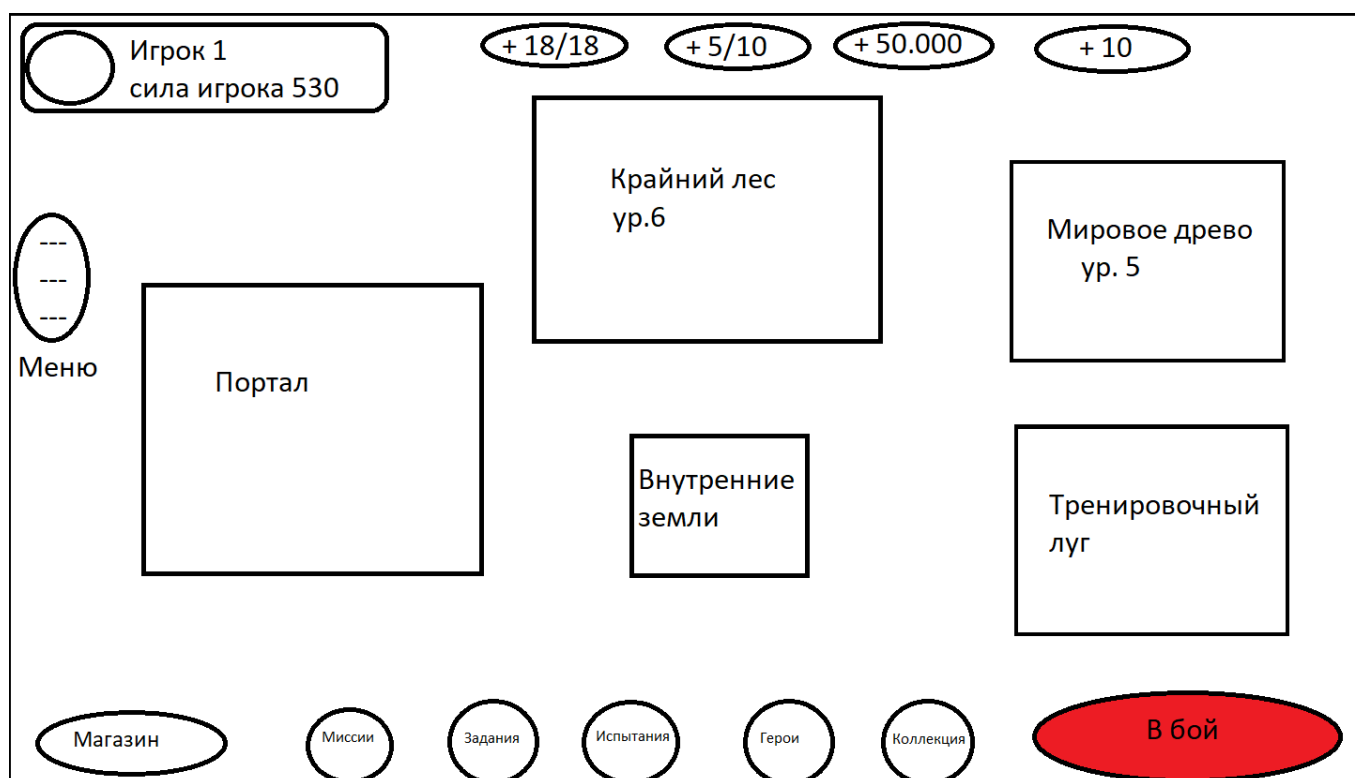 Игрок 1
сила игрока 530
+ 18/18
+ 5/10
+ 50.000
+ 10
Крайний лес
ур.6
Мировое древо
ур. 5
---
---
---
Меню
Портал
Внутренние
земли
Тренировочный
луг
Магазин
Миссии
Задания
Испытания
Герои
Коллекция
В бой